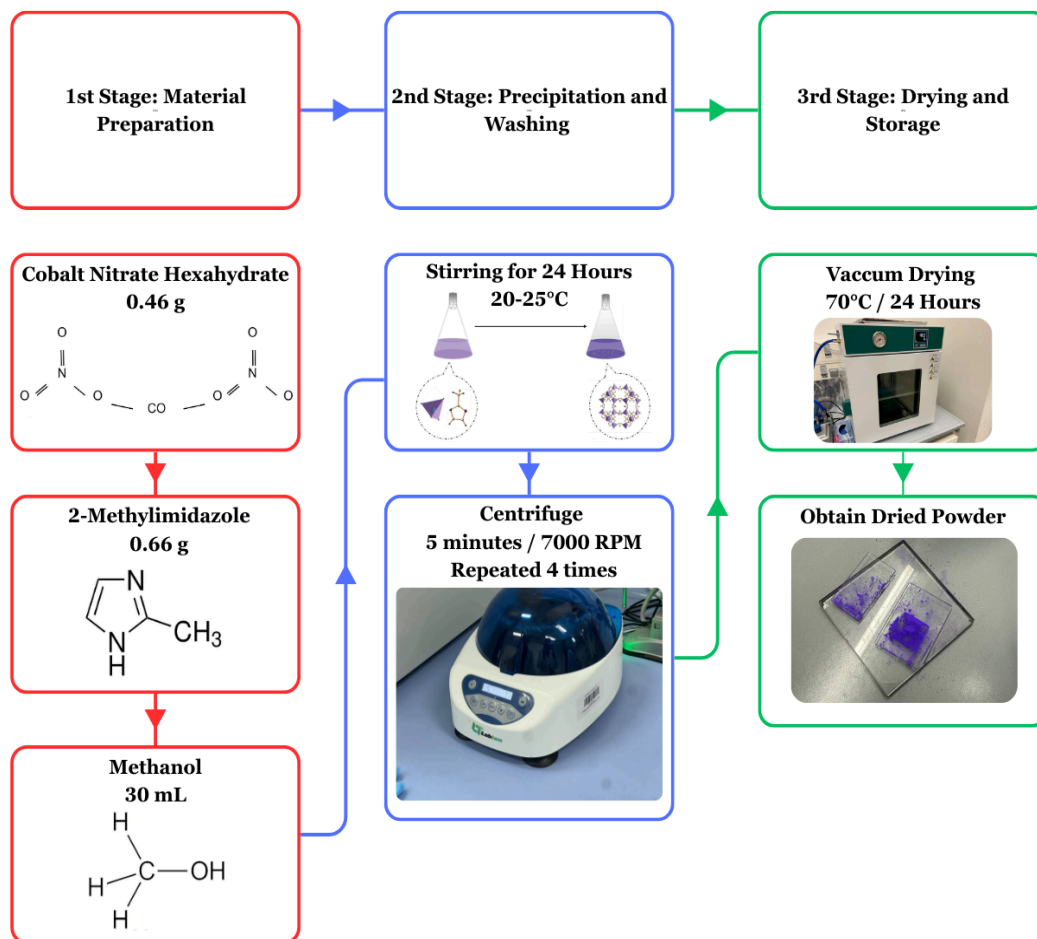 1st Stage: Material
Preparation
2nd Stage: Precipitation and
Washing
3rd Stage: Drying and
Storage
Cobalt Nitrate Hexahydrate
0.46 g
O
O
N
N
O
O
CO
O
O
2-Methylimidazole
0.66 g
N
N
H
CH3
Methanol
30 mL
H
C
OH
H
H
Stirring for 24 Hours
20-25°C
Centrifuge
5 minutes / 7000 RPM
Repeated 4 times
Vaccum Drying
70°C / 24 Hours
Obtain Dried Powder